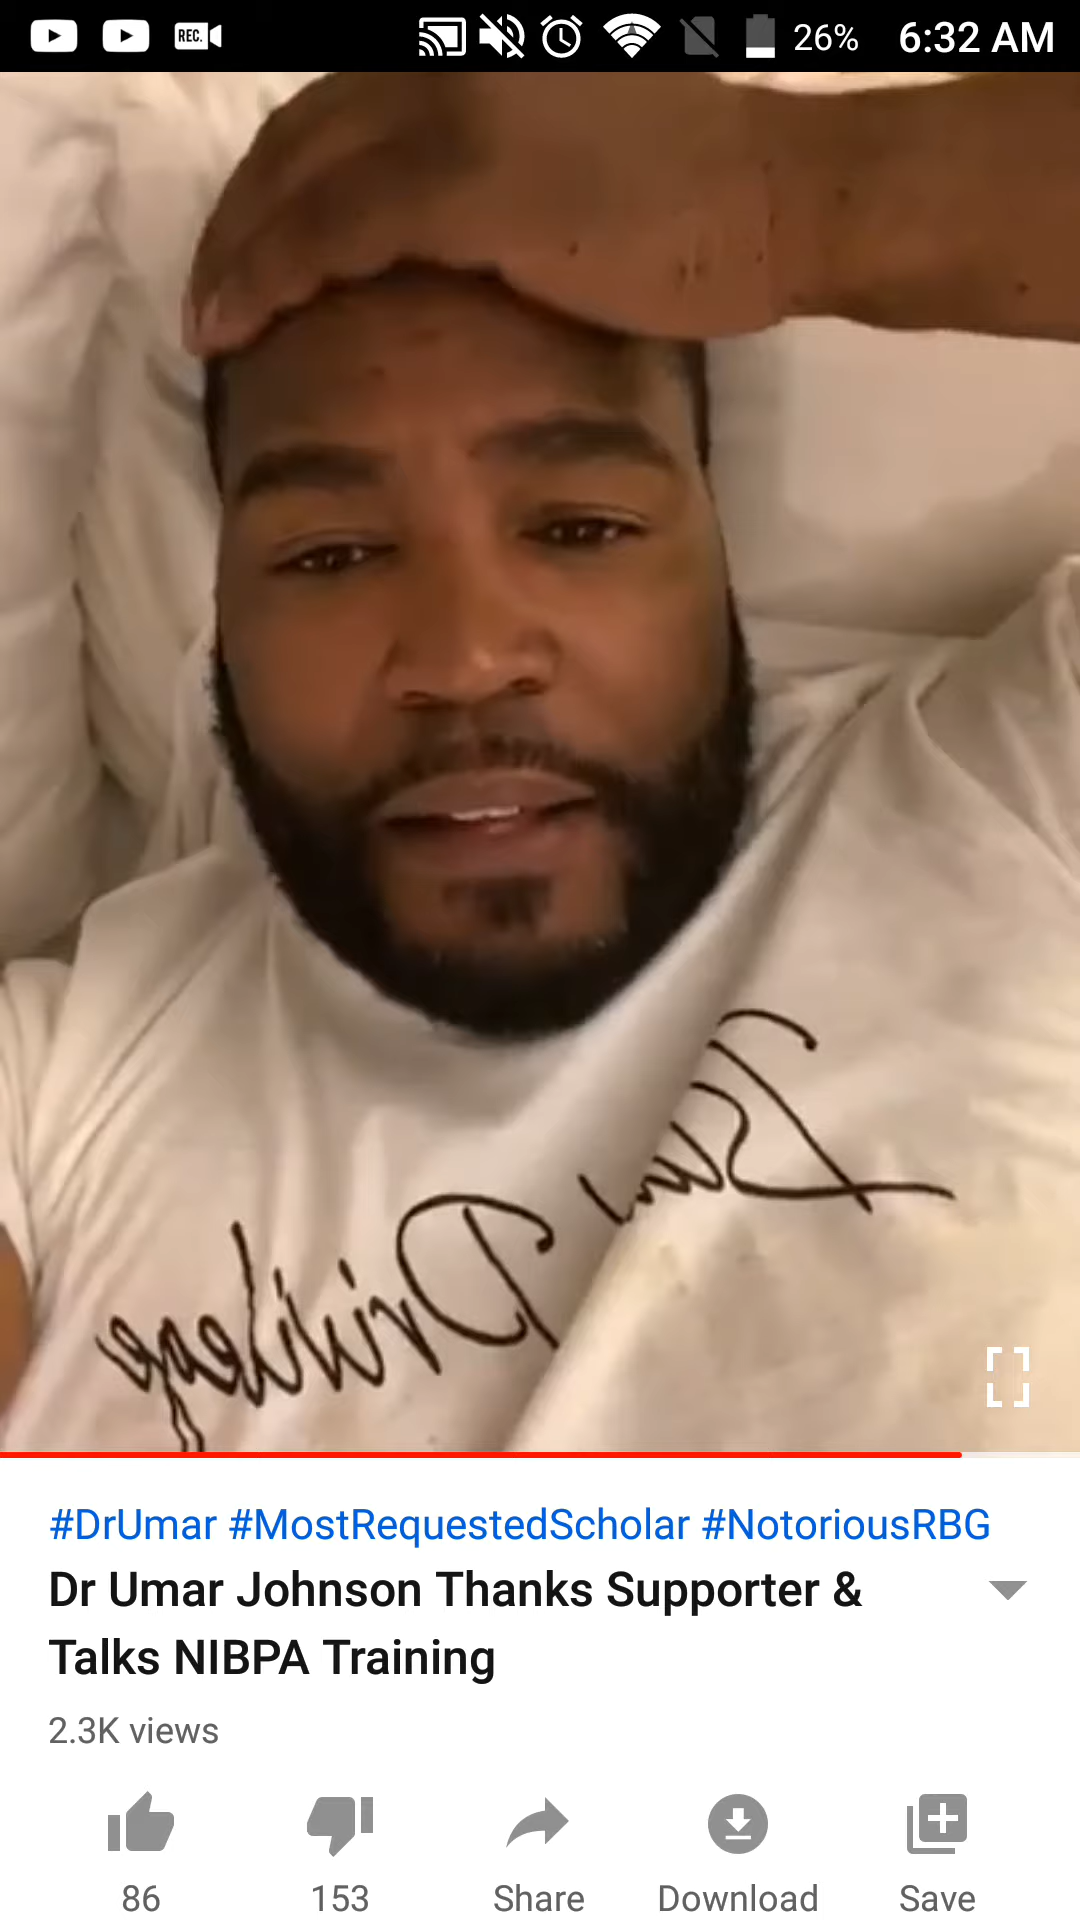 REC.
26% 6:32 AM
Privilege
#DrUmar #MostRequestedScholar #NotoriousRBG
Dr Umar Johnson Thanks Supporter &
Talks NIBPA Training
2.3K views
86 153 Share Download Save